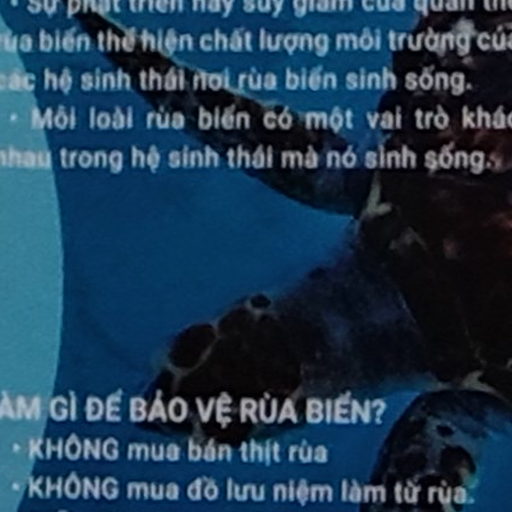 • Sự phát triển hay suy giảm của quần thể
rùa biển thể hiện chất lượng môi trường của
các hệ sinh thái nơi rùa biển sinh sống.
• Mỗi loài rùa biển có một vai trò khác
nhau trong hệ sinh thái mà nó sinh sống.
LÀM GÌ ĐỂ BẢO VỆ RÙA BIỂN?
• KHÔNG mua bán thịt rùa
• KHÔNG mua đồ lưu niệm làm từ rùa.